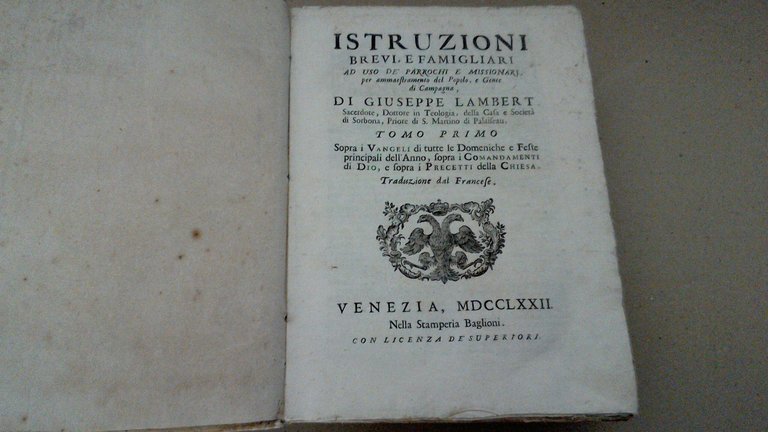 ISTRUZIONI
BREVI, E FAMIGLIARI
AD USO DE' PARROCHI E MISSIONARJ,
per ammaestramento del Popolo, e Gente
di Campagna,
DI GIUSEPPE LAMBERT
Sacerdote, Dottore in Teologia, della Casa e Società
di Sorbona, Priore di S. Martino di Palaiseau.
TOMO PRIMO
Sopra i VANGELI di tutte le Domeniche e Feste
principali dell'Anno, sopra i COMANDAMENTI
di DIO, e sopra i PRECETTI della CHIESA.
Traduzione dal Francese.
VENEZIA, MDCCLXXII.
Nella Stamperia Baglioni.
CON LICENZA DE' SUPERIORI.